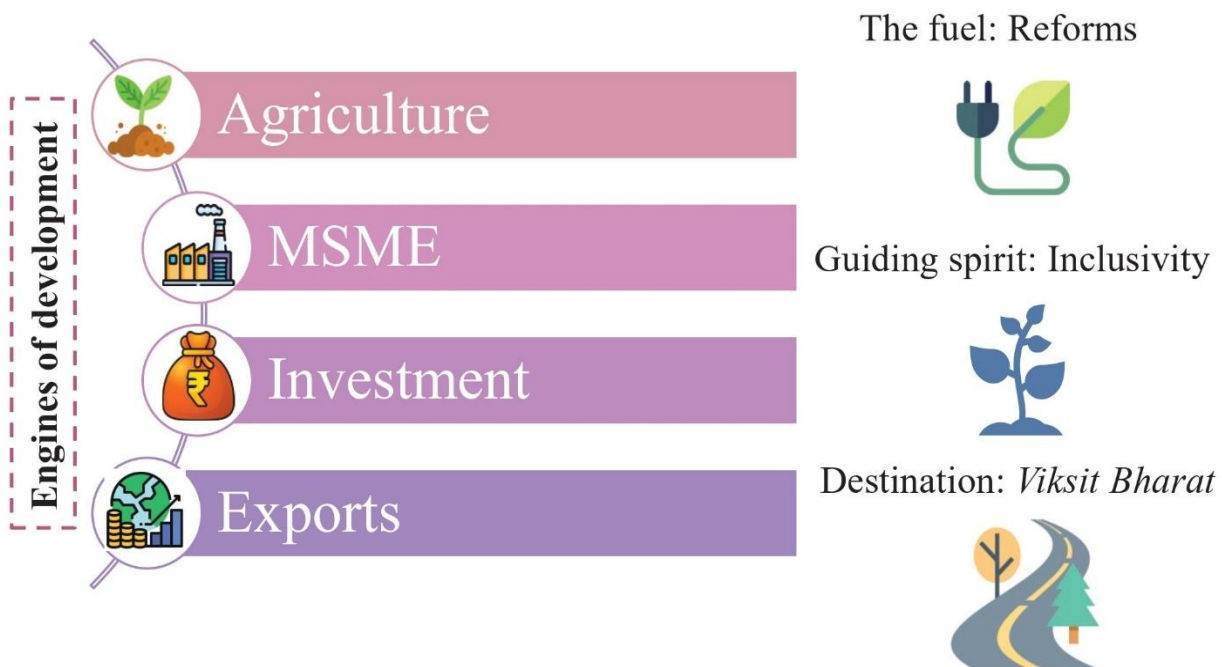 Engines of development
Agriculture
MSME
Investment
Exports
The fuel: Reforms
Guiding spirit: Inclusivity
Destination: Viksit Bharat